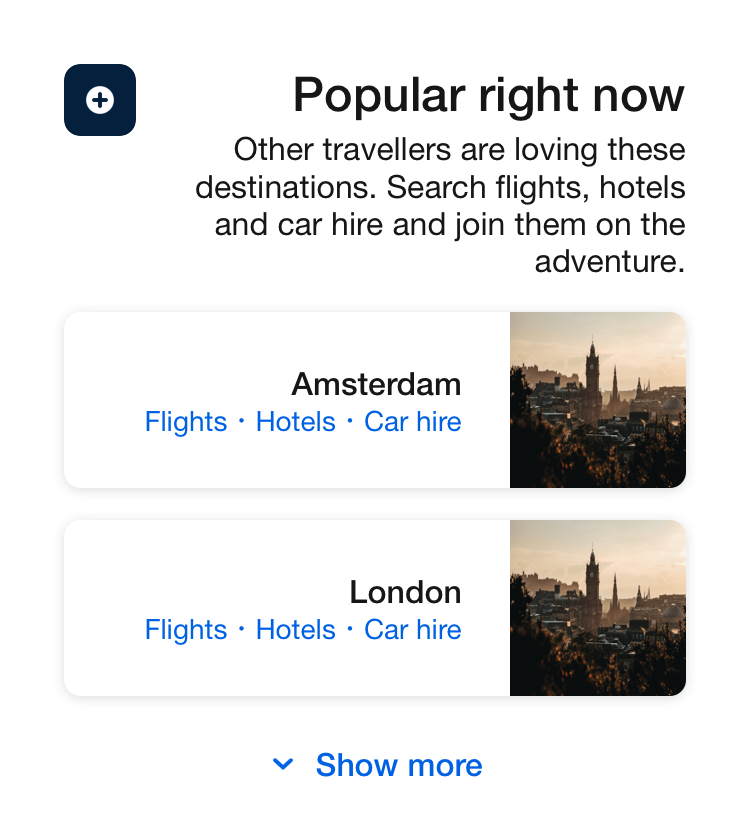 Popular right now
Other travellers are loving these
destinations. Search flights, hotels
and car hire and join them on the
adventure.
Amsterdam
Flights · Hotels · Car hire
London
Flights · Hotels · Car hire
Show more